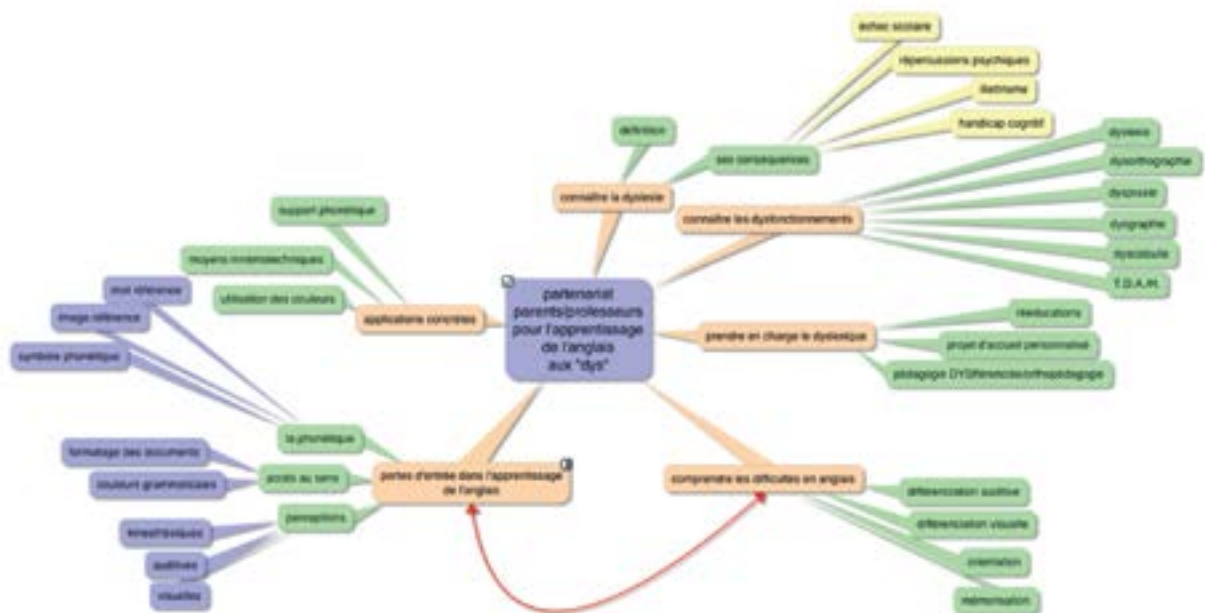 échec scolaire
répercussions psychiques
illettrisme
handicap cognitif
définition
ses conséquences
connaître la dyslexie
connaître les dysfonctionnements
dyslexie
dysorthographie
dysphasie
dysgraphie
dyscalculie
T.D.A.H.
support phonétique
moyens mnémotechniques
utilisation des couleurs
applications concrètes
partenariat
parents/professeurs
pour l'apprentissage
de l'anglais
aux "dys"
prendre en charge le dyslexique
rééducations
projet d'accueil personnalisé
pédagogie DYSférenciée/orthopédagogie
mot référence
image référence
symbole phonétique
la phonétique
formatage des documents
couleurs grammaticales
accès au sens
portes d'entrée dans l'apprentissage
de l'anglais
perceptions
kinesthésiques
auditives
visuelles
comprendre les difficultés en anglais
différenciation auditive
différenciation visuelle
orientation
mémorisation